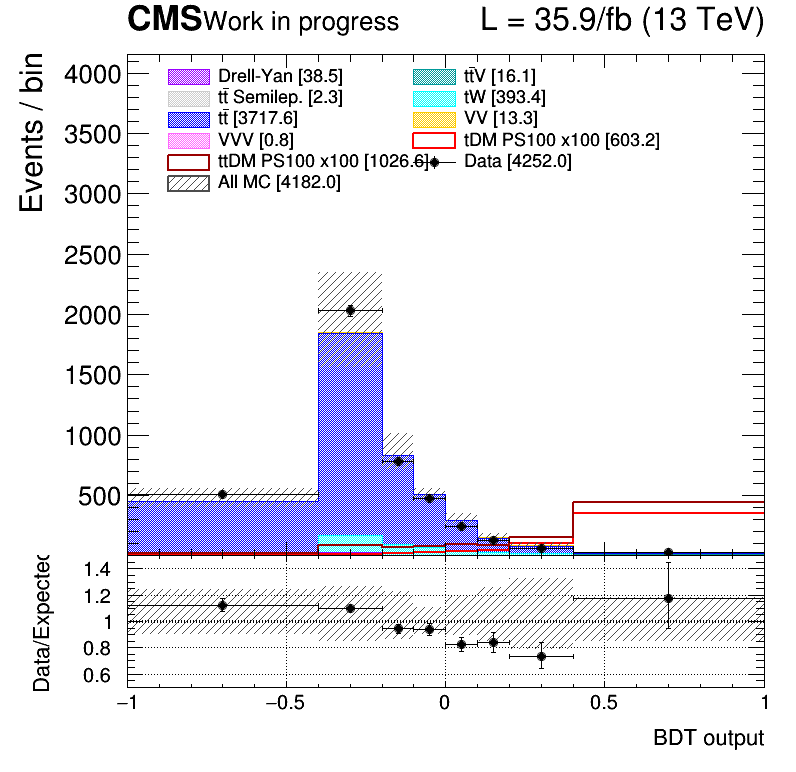 CMS Work in progress L = 35.9/fb (13 TeV)
Events / bin
4000
3500
3000
2500
2000
1500
1000
500
Drell-Yan [38.5] tt̄V [16.1]
tt̄ Semilep. [2.3] tW [393.4]
tt̄ [3717.6] VV [13.3]
VVV [0.8] tDM PS100 x100 [603.2]
ttDM PS100 x100 [1026.6] Data [4252.0]
All MC [4182.0]
Data/Expected
1.4
1.2
1
0.8
0.6
−1 −0.5 0 0.5 1
BDT output